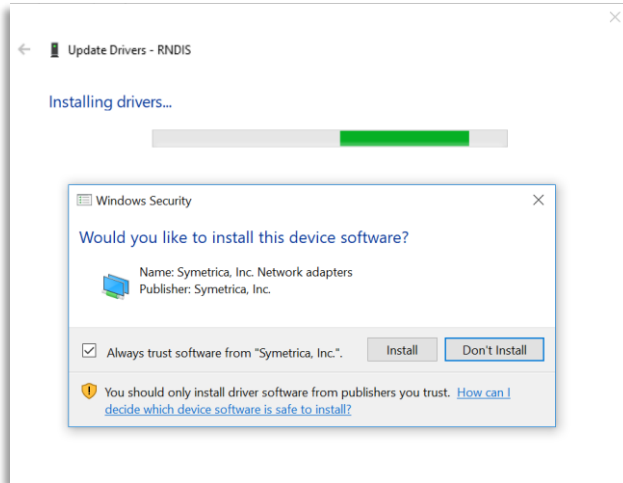 Update Drivers - RNDIS
Installing drivers...
Windows Security
Would you like to install this device software?
Name: Symetrica, Inc. Network adapters
Publisher: Symetrica, Inc.
Always trust software from "Symetrica, Inc.".
Install
Don't Install
You should only install driver software from publishers you trust. How can I
decide which device software is safe to install?